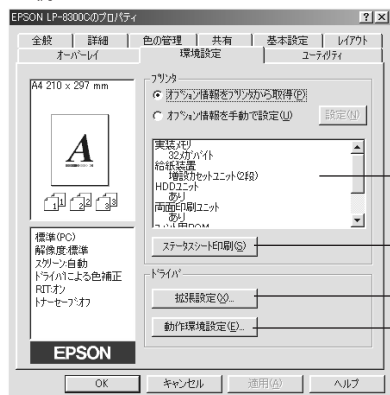 EPSON LP-8300Cのプロパティ
全般 詳細 色の管理 共有 基本設定 レイアウト
オーバーレイ 環境設定 ユーティリティ
A4 210 x 297 mm
A
1 1 2 2 3 3
標準(PC)
解像度:標準
スクリーン:自動
ドライバによる色補正
RIT:オン
トナーセーブ:オフ
EPSON
プリンタ
オプション情報をプリンタから取得(P)
オプション情報を手動で設定(U)
設定(N)
実装メモリ
32メガバイト
給紙装置
増設カセットユニット(2段)
HDDユニット
あり
両面印刷ユニット
あり
ステータスシート印刷(S)
ドライバ
拡張設定(X)...
動作環境設定(E)...
OK キャンセル 適用(A) ヘルプ